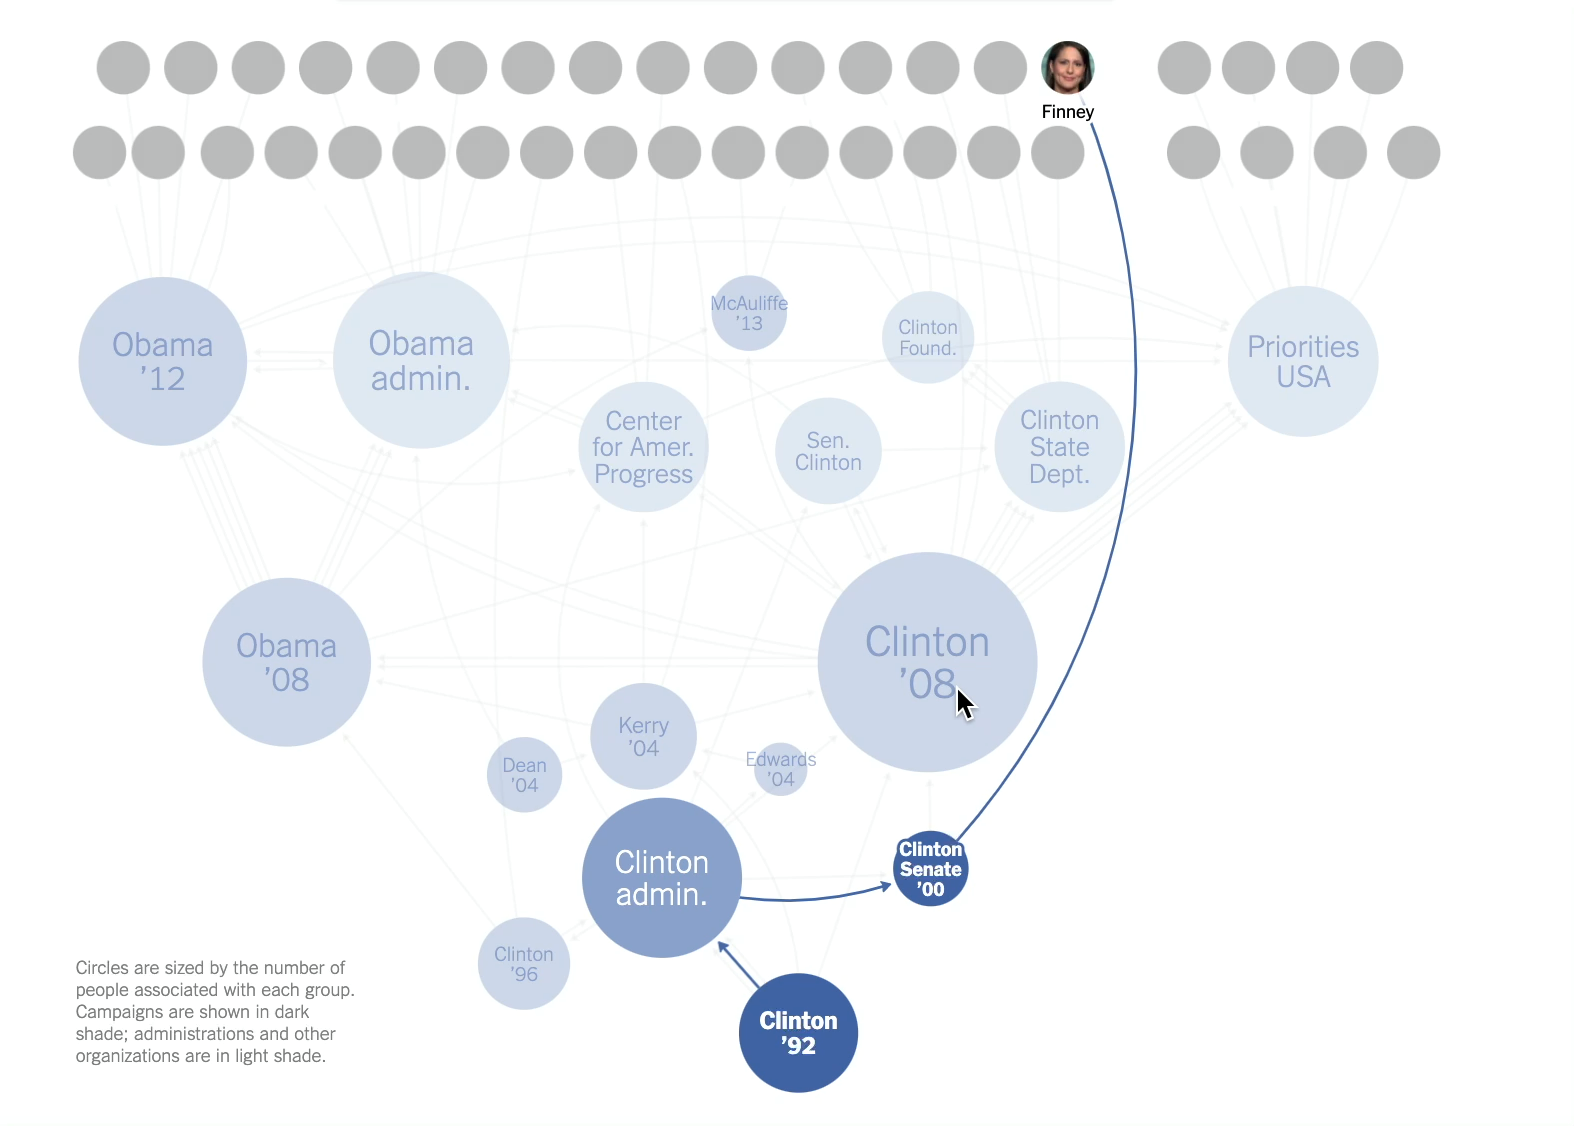 Finney
Obama
’12
Obama
admin.
McAuliffe
’13
Clinton
Found.
Priorities
USA
Center
for Amer.
Progress
Sen.
Clinton
Clinton
State
Dept.
Obama
’08
Clinton
’08
Kerry
’04
Dean
’04
Edwards
’04
Clinton
admin.
Clinton
Senate
’00
Clinton
’96
Clinton
’92
Circles are sized by the number of
people associated with each group.
Campaigns are shown in dark
shade; administrations and other
organizations are in light shade.